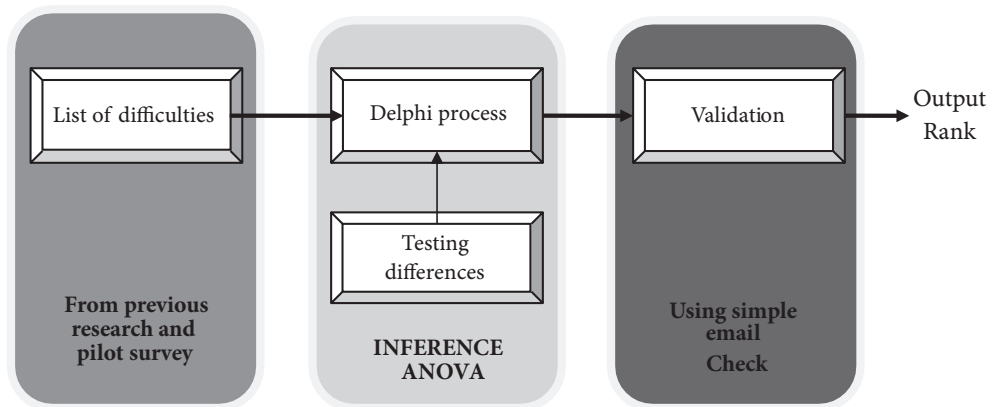 List of difficulties
From previous
research and
pilot survey
Delphi process
Testing
differences
INFERENCE
ANOVA
Validation
Using simple
email
Check
Output
Rank